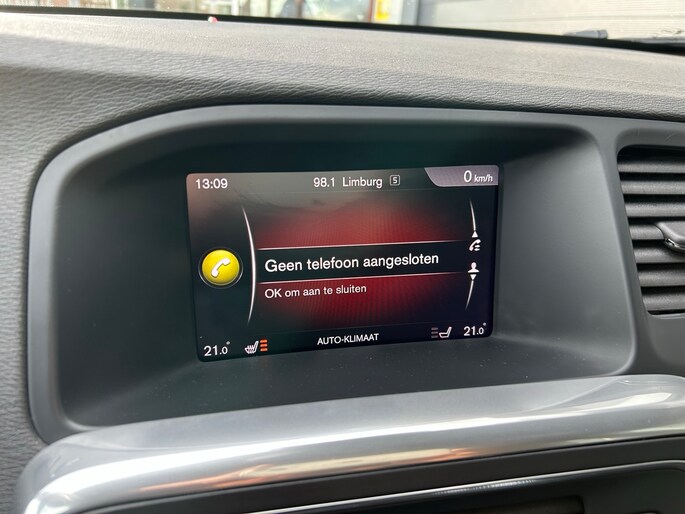 13:09 98.1 Limburg S 0 km/h
Geen telefoon aangesloten
OK om aan te sluiten
21.0° AUTO-KLIMAAT 21.0°